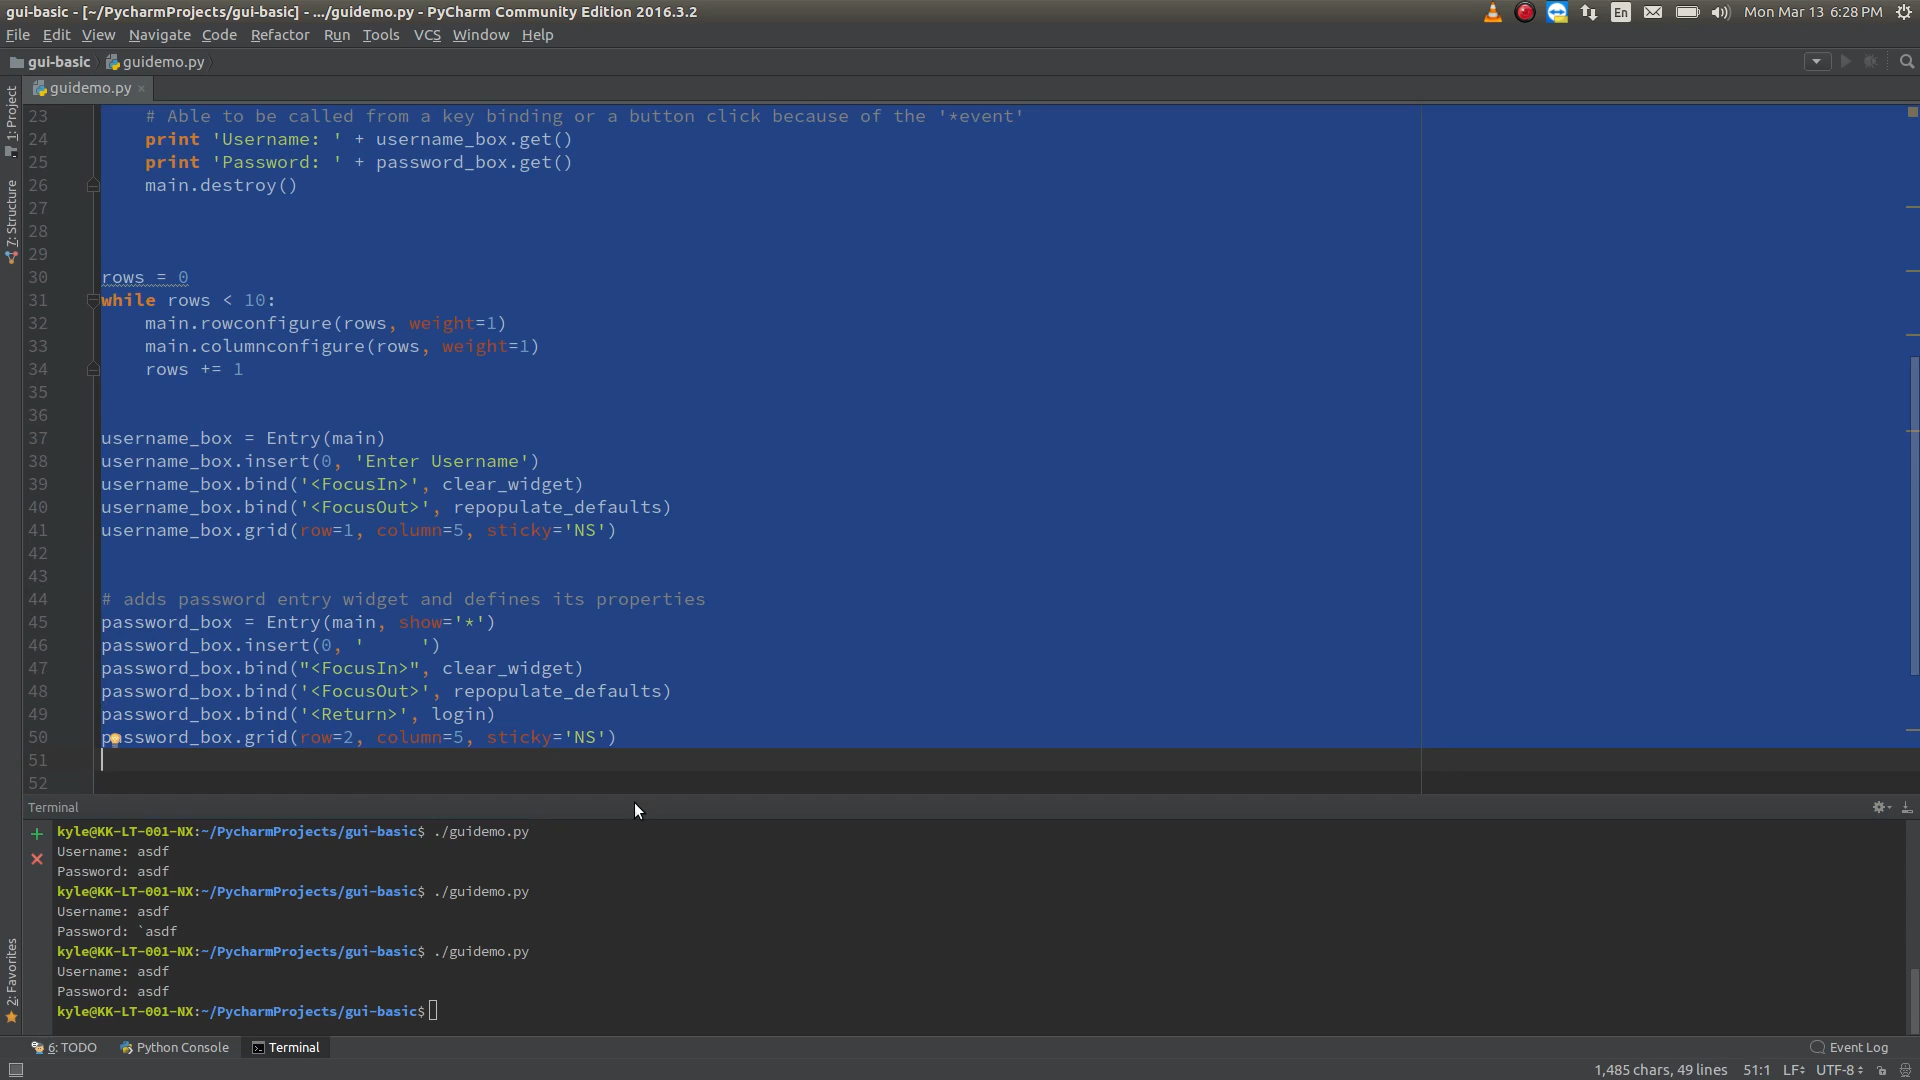 gui-basic - [~/PycharmProjects/gui-basic] - .../guidemo.py - PyCharm Community Edition 2016.3.2
En
Mon Mar 13 6:28 PM
File Edit View Navigate Code Refactor Run Tools VCS Window Help
gui-basic guidemo.py
guidemo.py
1: Project
7: Structure
2: Favorites
23 # Able to be called from a key binding or a button click because of the '*event'
24 print 'Username: ' + username_box.get()
25 print 'Password: ' + password_box.get()
26 main.destroy()
27
28
29
30 rows = 0
31 while rows < 10:
32 main.rowconfigure(rows, weight=1)
33 main.columnconfigure(rows, weight=1)
34 rows += 1
35
36
37 username_box = Entry(main)
38 username_box.insert(0, 'Enter Username')
39 username_box.bind('<FocusIn>', clear_widget)
40 username_box.bind('<FocusOut>', repopulate_defaults)
41 username_box.grid(row=1, column=5, sticky='NS')
42
43
44 # adds password entry widget and defines its properties
45 password_box = Entry(main, show='*')
46 password_box.insert(0, '     ')
47 password_box.bind("<FocusIn>", clear_widget)
48 password_box.bind('<FocusOut>', repopulate_defaults)
49 password_box.bind('<Return>', login)
50 password_box.grid(row=2, column=5, sticky='NS')
51
52
Terminal
kyle@KK-LT-001-NX:~/PycharmProjects/gui-basic$ ./guidemo.py
Username: asdf
Password: asdf
kyle@KK-LT-001-NX:~/PycharmProjects/gui-basic$ ./guidemo.py
Username: asdf
Password: `asdf
kyle@KK-LT-001-NX:~/PycharmProjects/gui-basic$ ./guidemo.py
Username: asdf
Password: asdf
kyle@KK-LT-001-NX:~/PycharmProjects/gui-basic$
6: TODO Python Console Terminal Event Log
1,485 chars, 49 lines 51:1 LF UTF-8